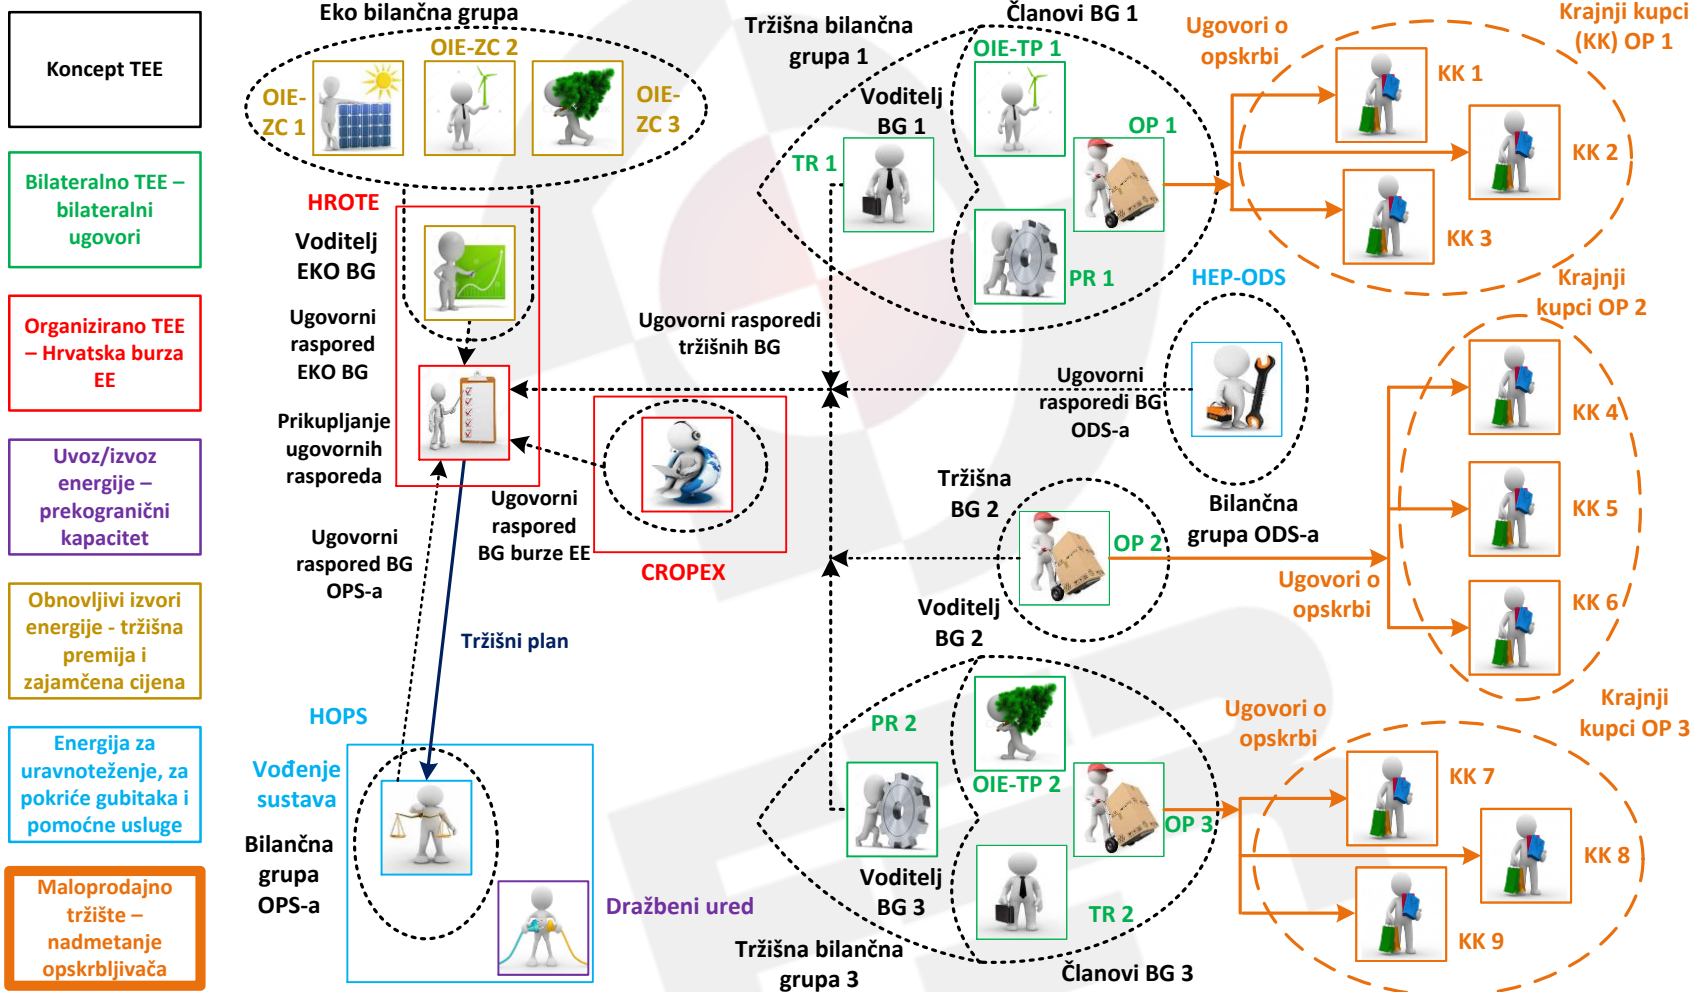 Koncept TEE
Bilateralno TEE –
bilateralni
ugovori
Organizirano TEE
– Hrvatska burza
EE
Uvoz/izvoz
energije –
prekogranični
kapacitet
Obnovljivi izvori
energije - tržišna
premija i
zajamčena cijena
Energija za
uravnoteženje, za
pokriće gubitaka i
pomoćne usluge
Maloprodajno
tržište –
nadmetanje
opskrbljivača
Eko bilančna grupa
OIE-
ZC 1
OIE-ZC 2
OIE-
ZC 3
HROTE
Voditelj
EKO BG
Ugovorni
raspored
EKO BG
Prikupljanje
ugovornih
rasporeda
Ugovorni
raspored BG
OPS-a
Ugovorni
raspored
BG burze EE
CROPEX
Tržišni plan
HOPS
Vođenje
sustava
Bilančna
grupa
OPS-a
Dražbeni ured
Tržišna bilančna
grupa 1
Članovi BG 1
OIE-TP 1
Voditelj
BG 1
TR 1
OP 1
PR 1
Ugovorni rasporedi
tržišnih BG
HEP-ODS
Ugovorni
rasporedi BG
ODS-a
Bilančna
grupa ODS-a
Tržišna
BG 2
OP 2
Voditelj
BG 2
PR 2
OIE-TP 2
OP 3
Voditelj
BG 3
TR 2
Tržišna bilančna
grupa 3
Članovi BG 3
Ugovori o
opskrbi
Krajnji kupci
(KK) OP 1
KK 1
KK 2
KK 3
Krajnji
kupci OP 2
KK 4
KK 5
KK 6
Ugovori o
opskrbi
Krajnji
kupci OP 3
Ugovori o
opskrbi
KK 7
KK 8
KK 9